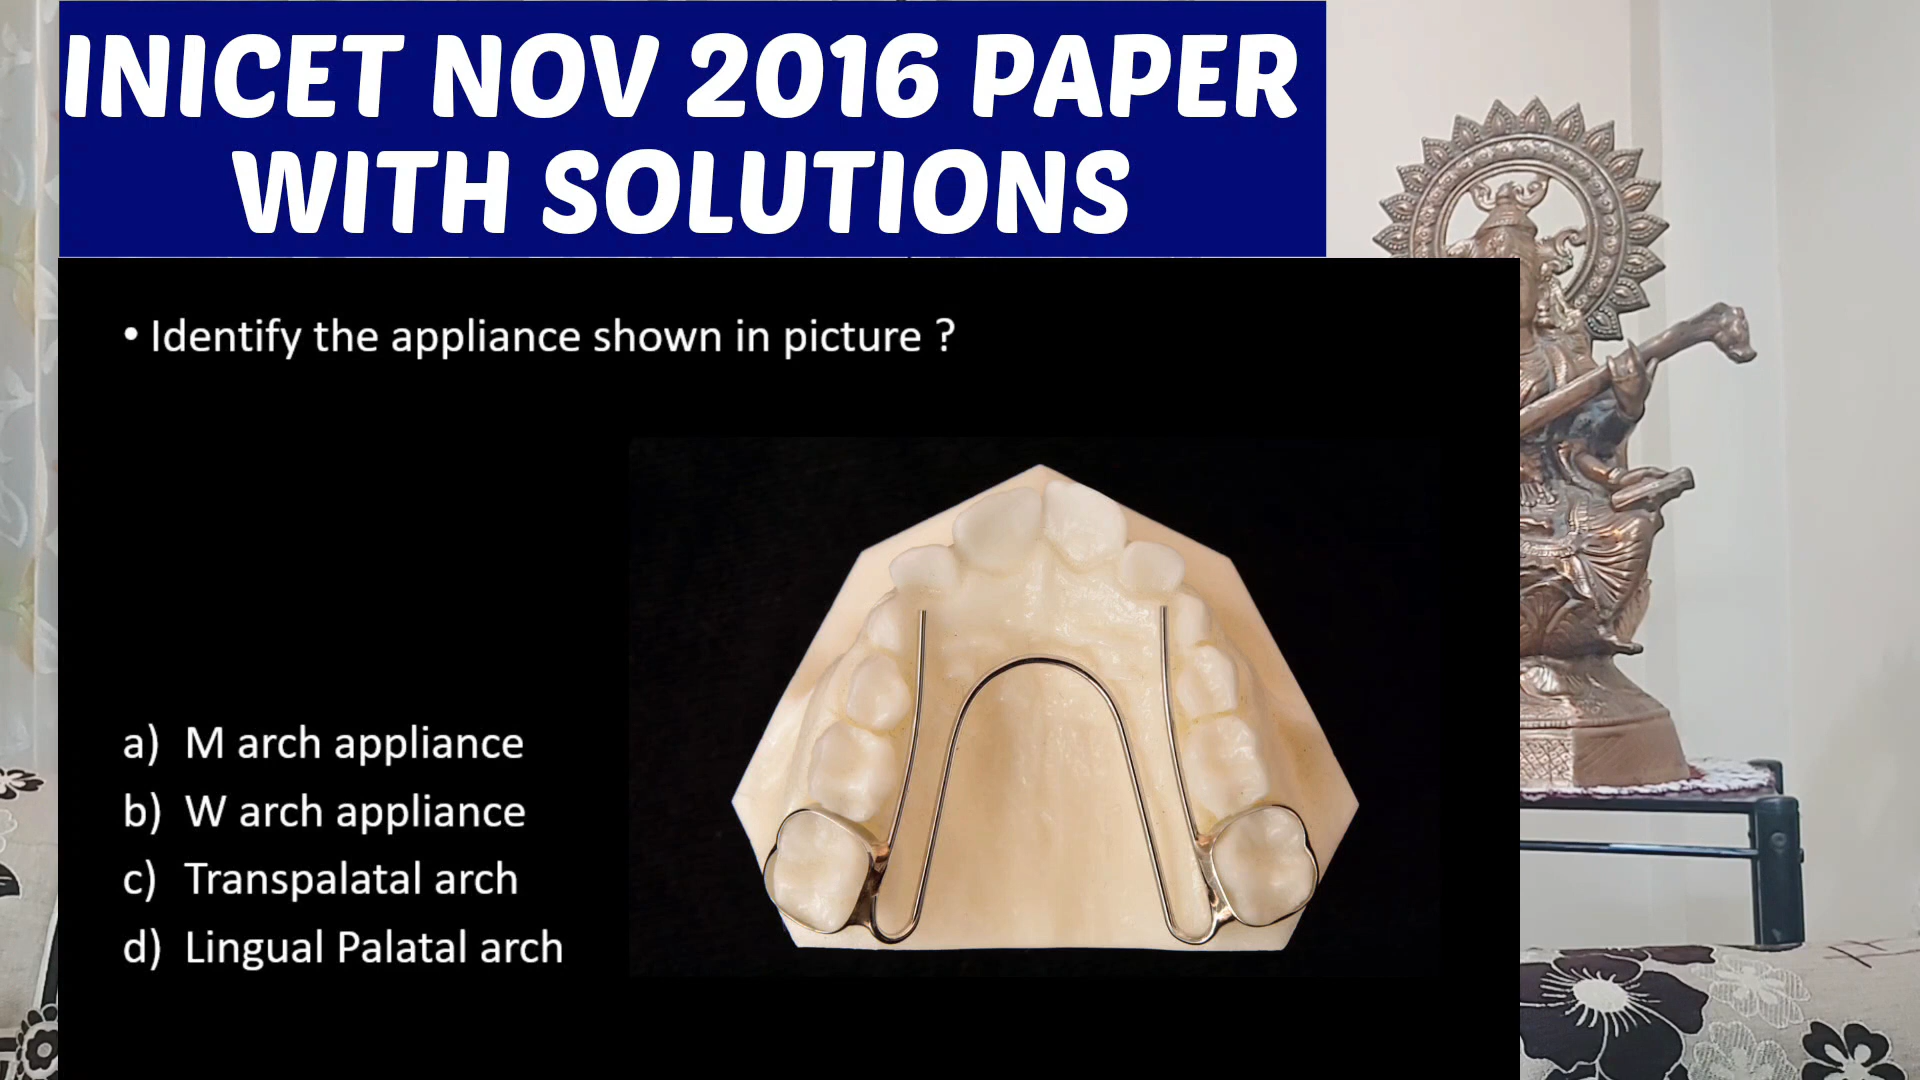 INICET NOV 2016 PAPER
WITH SOLUTIONS
• Identify the appliance shown in picture ?
a) M arch appliance
b) W arch appliance
c) Transpalatal arch
d) Lingual Palatal arch